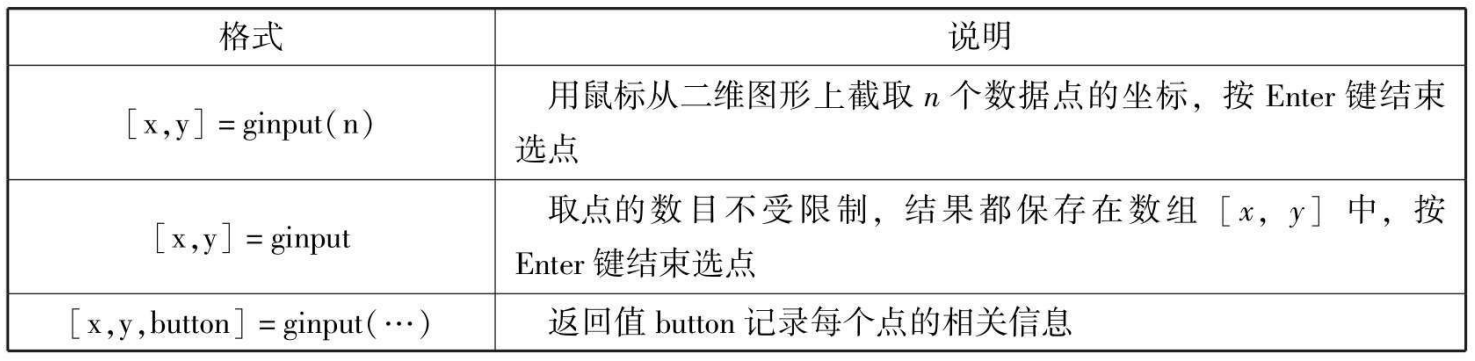 格式 说明
[x,y]=ginput(n)
用鼠标从二维图形上截取 n 个数据点的坐标，按 Enter 键结束
选点
[x,y]=ginput
取点的数目不受限制，结果都保存在数组 [x, y] 中，按
Enter 键结束选点
[x,y,button]=ginput(…) 返回值 button 记录每个点的相关信息